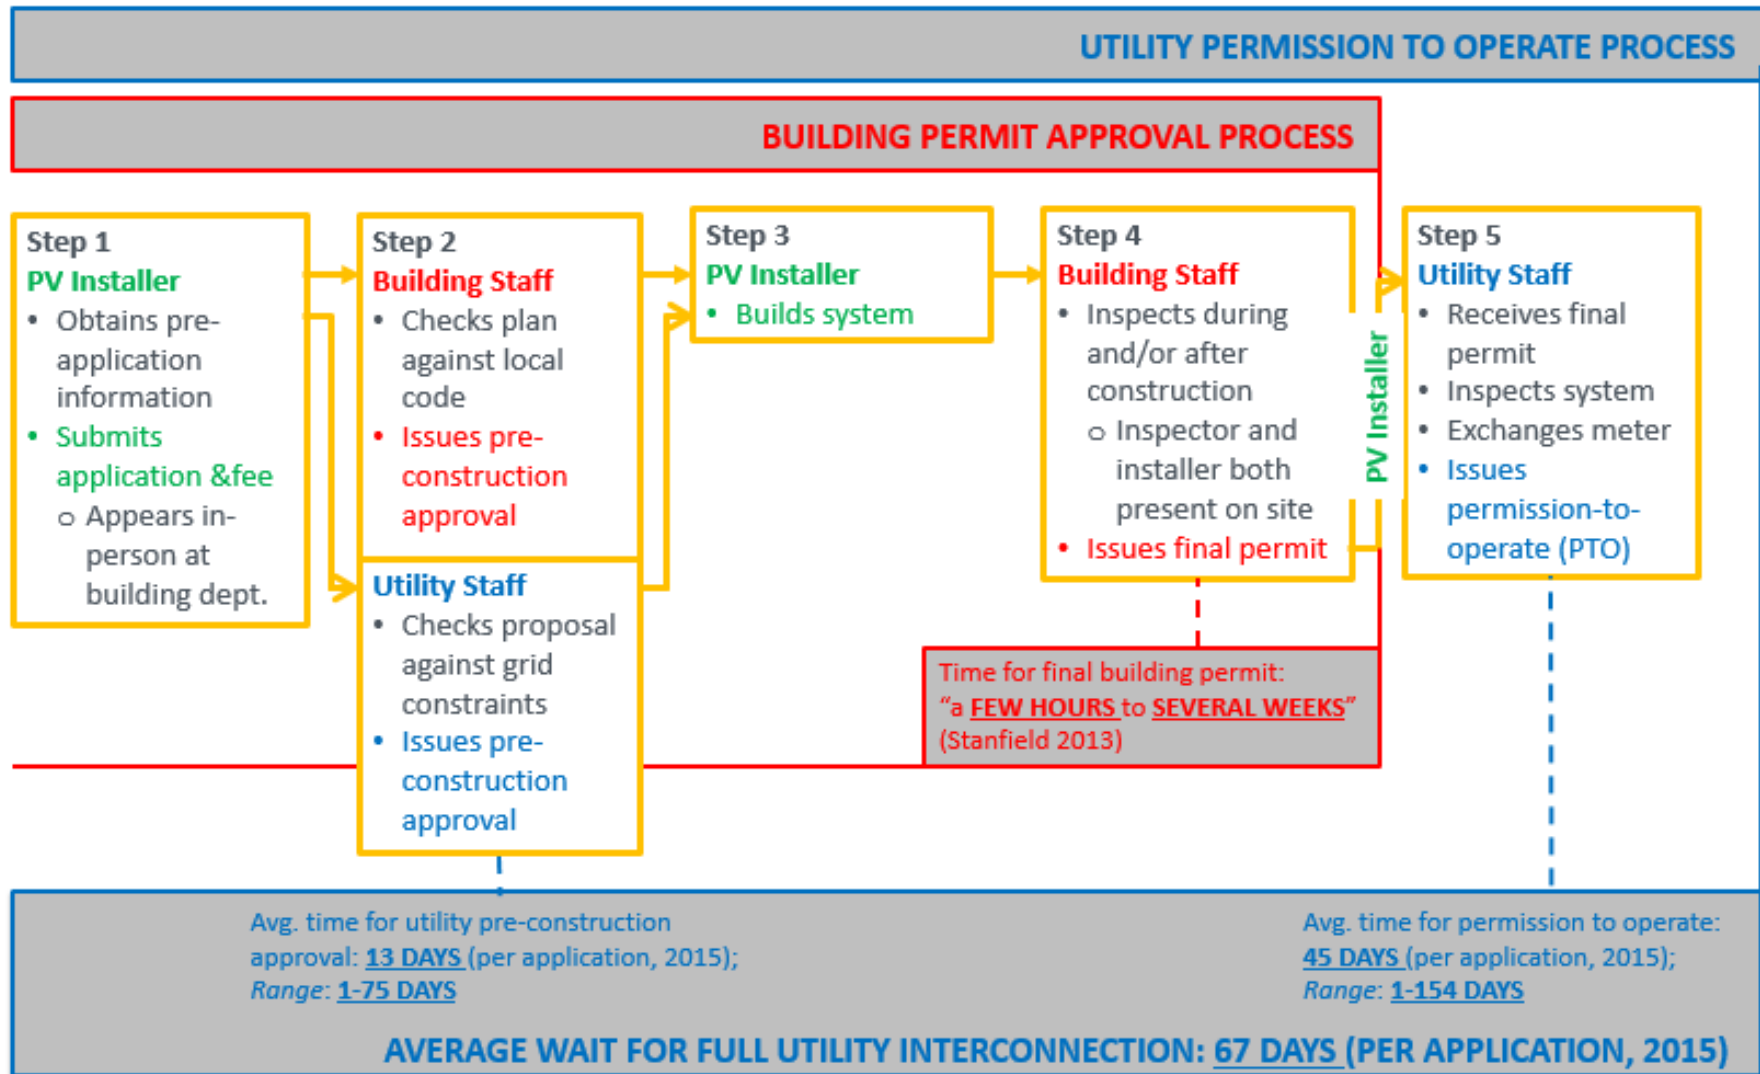 UTILITY PERMISSION TO OPERATE PROCESS
BUILDING PERMIT APPROVAL PROCESS
Step 1
PV Installer
• Obtains pre-
application
information
• Submits
application &fee
o Appears in-
person at
building dept.
Step 2
Building Staff
• Checks plan
against local
code
• Issues pre-
construction
approval
Utility Staff
• Checks proposal
against grid
constraints
• Issues pre-
construction
approval
Step 3
PV Installer
• Builds system
Step 4
Building Staff
• Inspects during
and/or after
construction
o Inspector and
installer both
present on site
• Issues final permit
PV Installer
Step 5
Utility Staff
• Receives final
permit
• Inspects system
• Exchanges meter
• Issues
permission-to-
operate (PTO)
Time for final building permit:
“a FEW HOURS to SEVERAL WEEKS”
(Stanfield 2013)
Avg. time for utility pre-construction
approval: 13 DAYS (per application, 2015);
Range: 1-75 DAYS
Avg. time for permission to operate:
45 DAYS (per application, 2015);
Range: 1-154 DAYS
AVERAGE WAIT FOR FULL UTILITY INTERCONNECTION: 67 DAYS (PER APPLICATION, 2015)